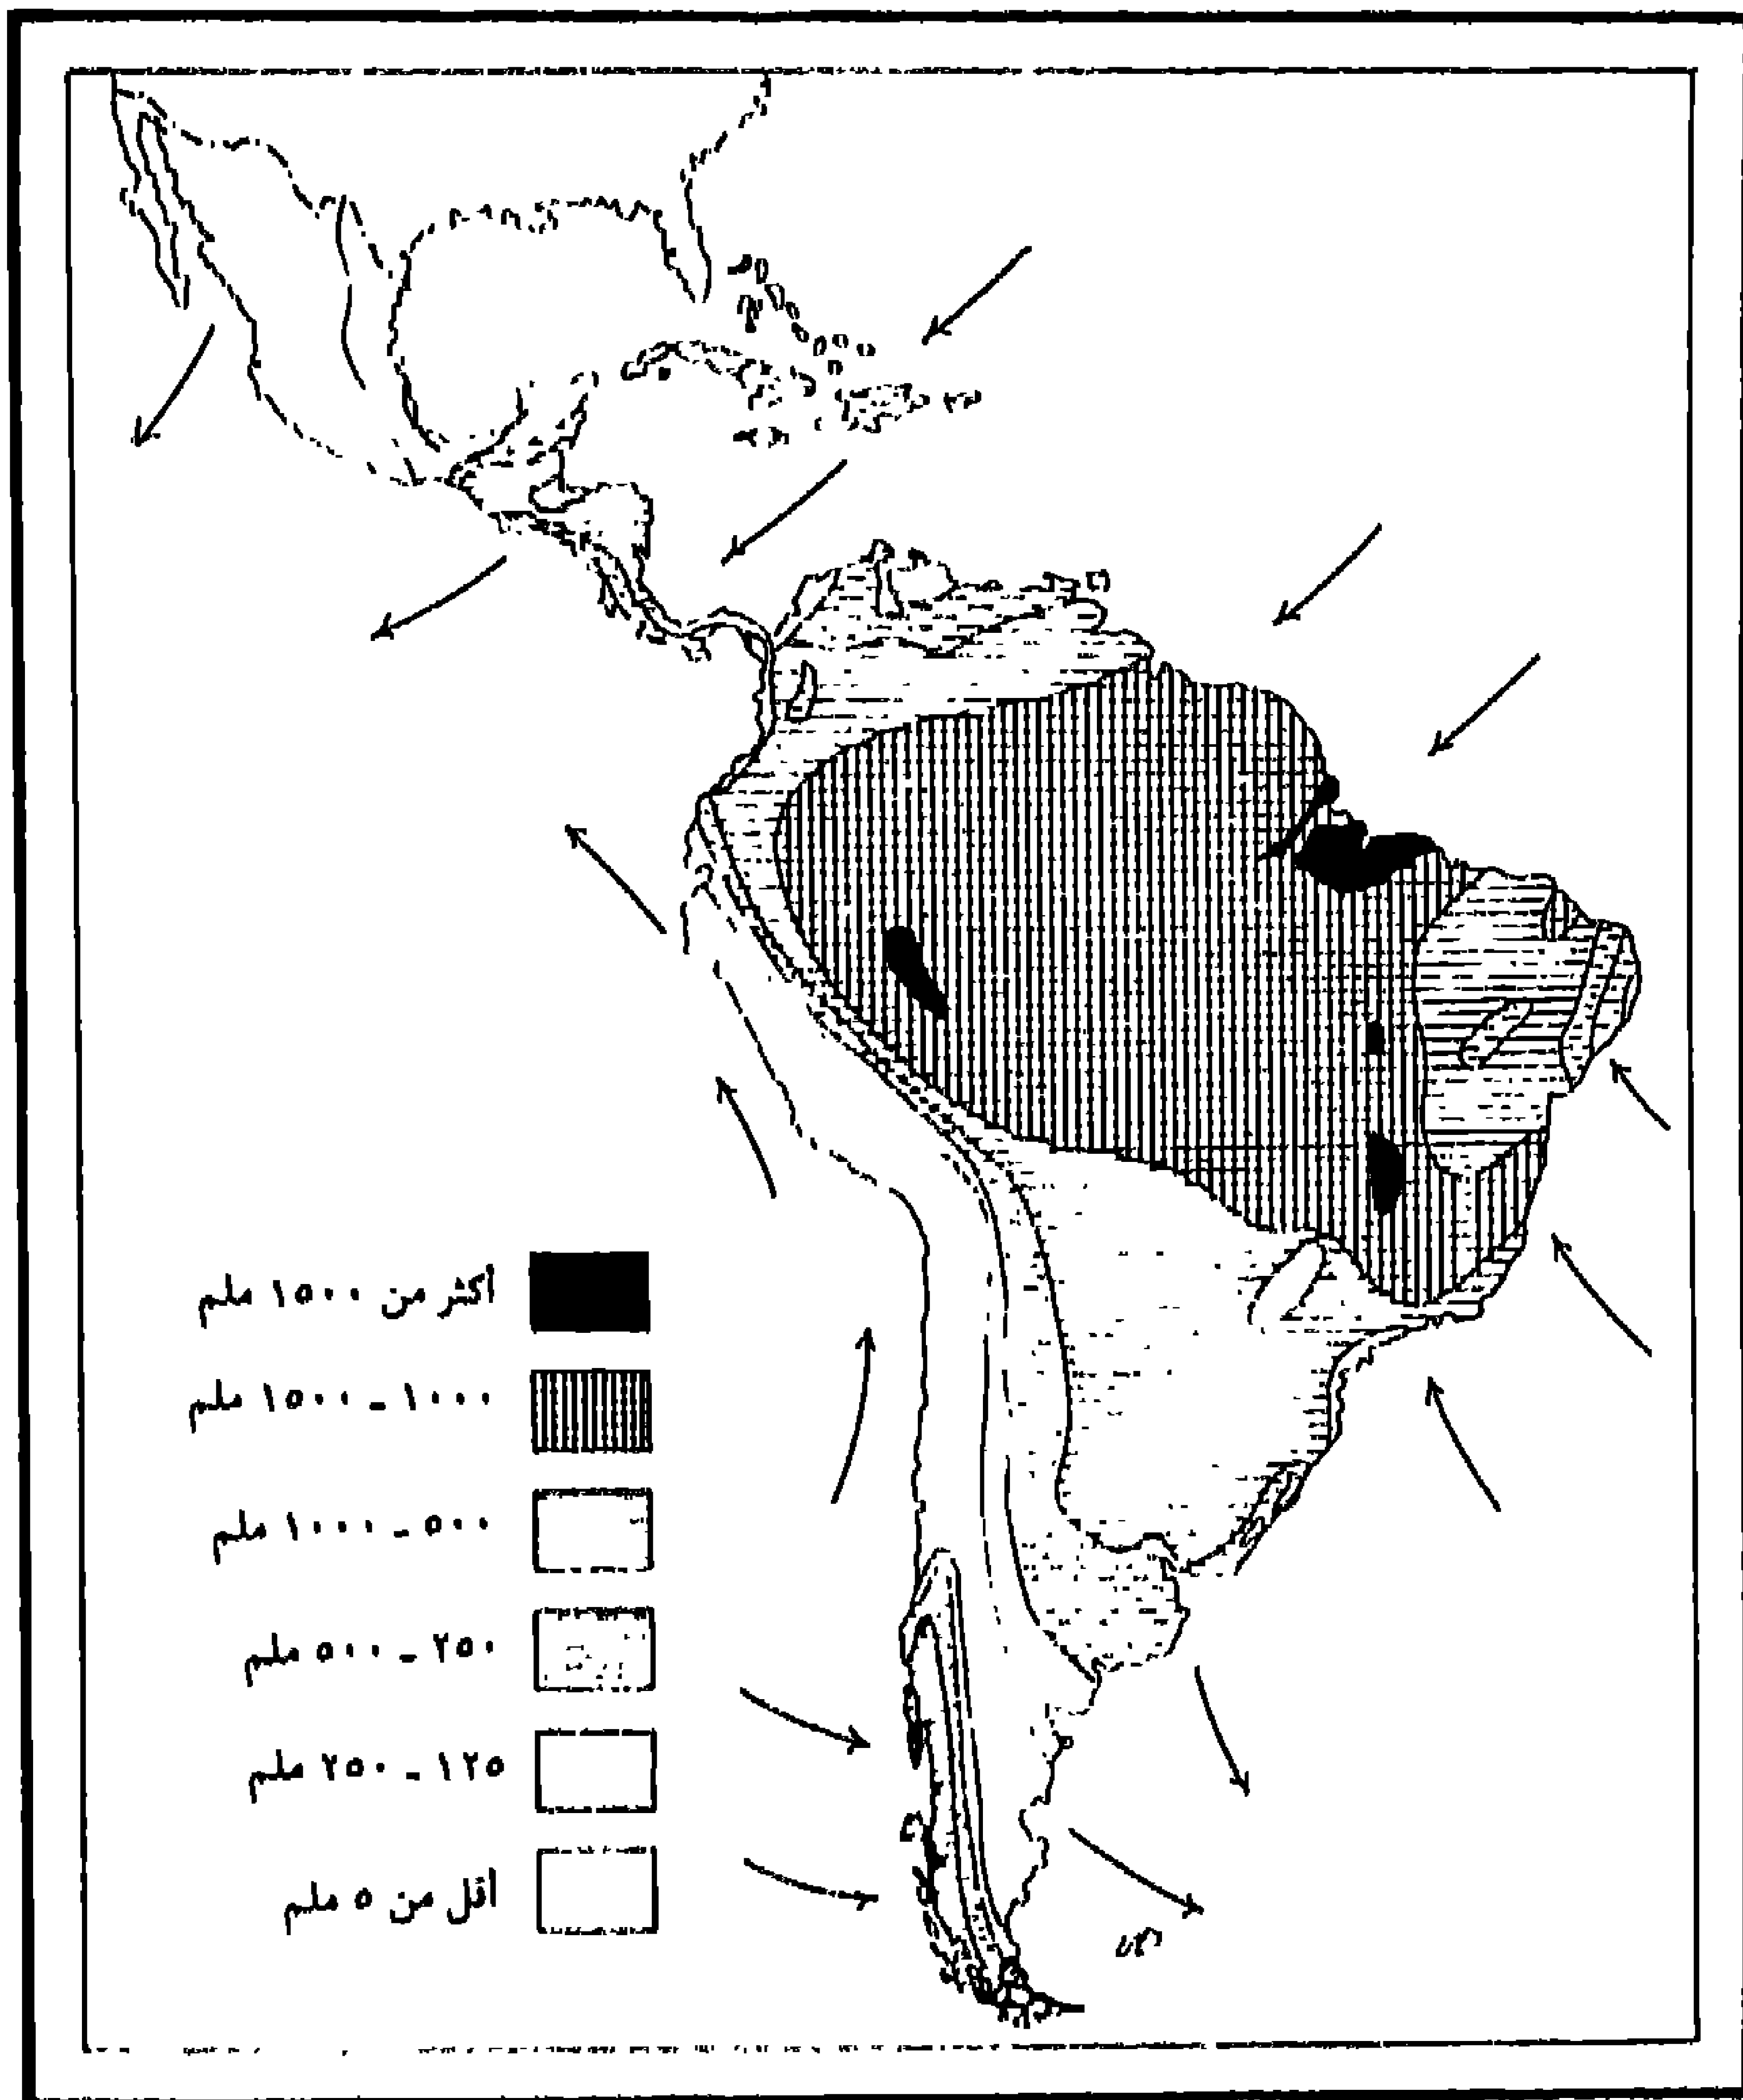 أكثر من ١٥٠٠ ملم
١٠٠٠ ـ ١٥٠٠ ملم
٥٠٠ ـ ١٠٠٠ ملم
٢٥٠ ـ ٥٠٠ ملم
١٢٥ ـ ٢٥٠ ملم
أقل من ٥ ملم